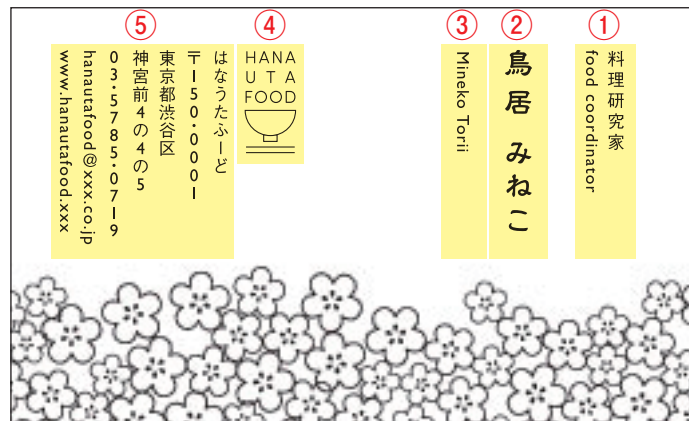 ①
料理研究家
food coordinator
②
鳥居 みねこ
③
Mineko Torii
④
HANA
UTA
FOOD
⑤
はなうたふーど
〒150・0001
東京都渋谷区
神宮前4の4の5
03・5785・0719
hanautafood@xxx.co.jp
www.hanautafood.xxx